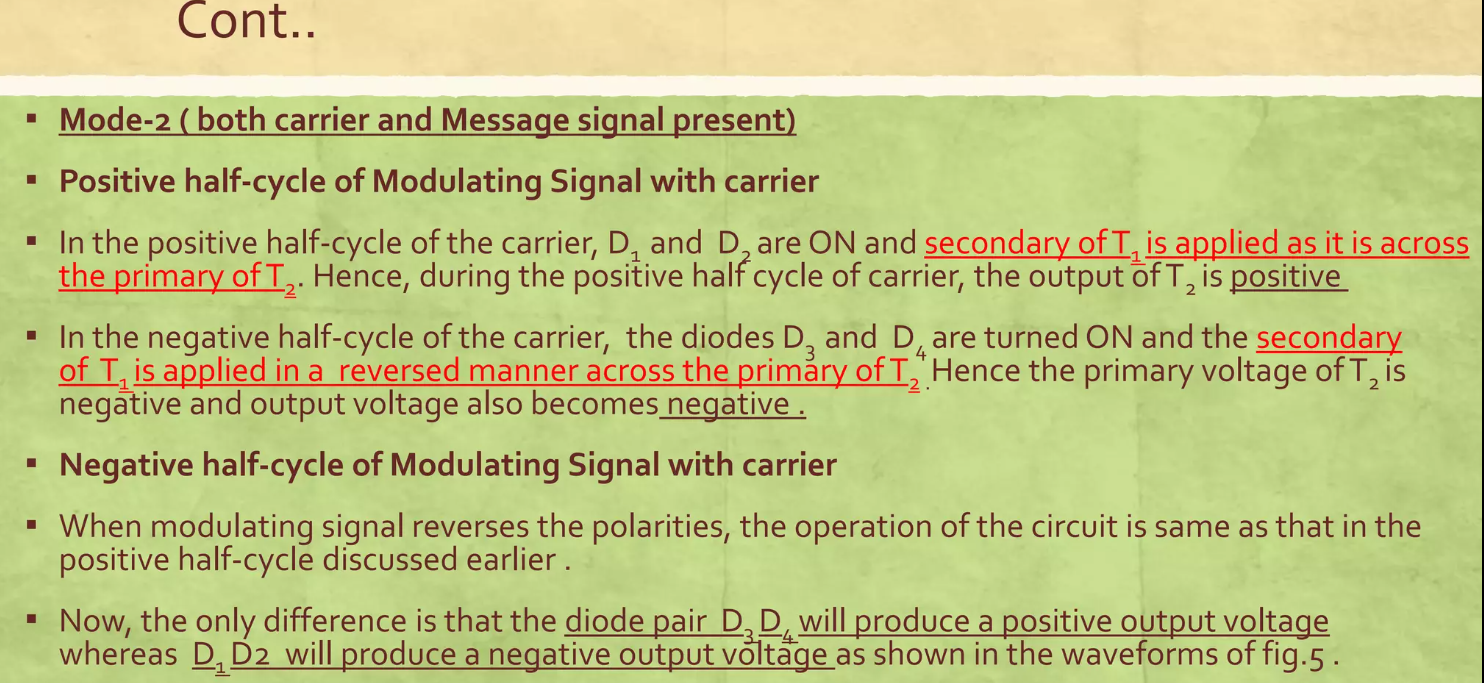 Cont..
▪ Mode-2 ( both carrier and Message signal present)
▪ Positive half-cycle of Modulating Signal with carrier
▪ In the positive half-cycle of the carrier, D₁ and D₂ are ON and secondary of T₁ is applied as it is across
the primary of T₂. Hence, during the positive half cycle of carrier, the output of T₂ is positive
▪ In the negative half-cycle of the carrier, the diodes D₃ and D₄ are turned ON and the secondary
of T₁ is applied in a reversed manner across the primary of T₂ .Hence the primary voltage of T₂ is
negative and output voltage also becomes negative .
▪ Negative half-cycle of Modulating Signal with carrier
▪ When modulating signal reverses the polarities, the operation of the circuit is same as that in the
positive half-cycle discussed earlier .
▪ Now, the only difference is that the diode pair D₃ D₄ will produce a positive output voltage
whereas D₁ D2 will produce a negative output voltage as shown in the waveforms of fig.5 .